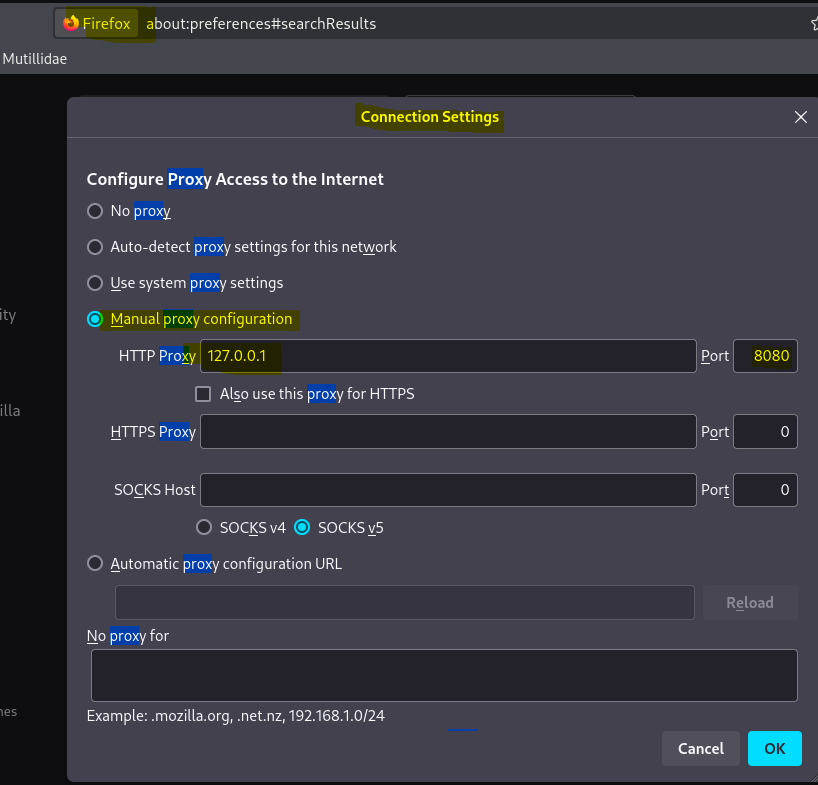 Firefox about:preferences#searchResults
Mutillidae
Connection Settings
Configure Proxy Access to the Internet
No proxy
Auto-detect proxy settings for this network
Use system proxy settings
ity
Manual proxy configuration
HTTP Proxy 127.0.0.1 Port 8080
Also use this proxy for HTTPS
illa
HTTPS Proxy Port 0
SOCKS Host Port 0
SOCKS v4 SOCKS v5
Automatic proxy configuration URL
Reload
No proxy for
nes
Example: .mozilla.org, .net.nz, 192.168.1.0/24
Cancel OK